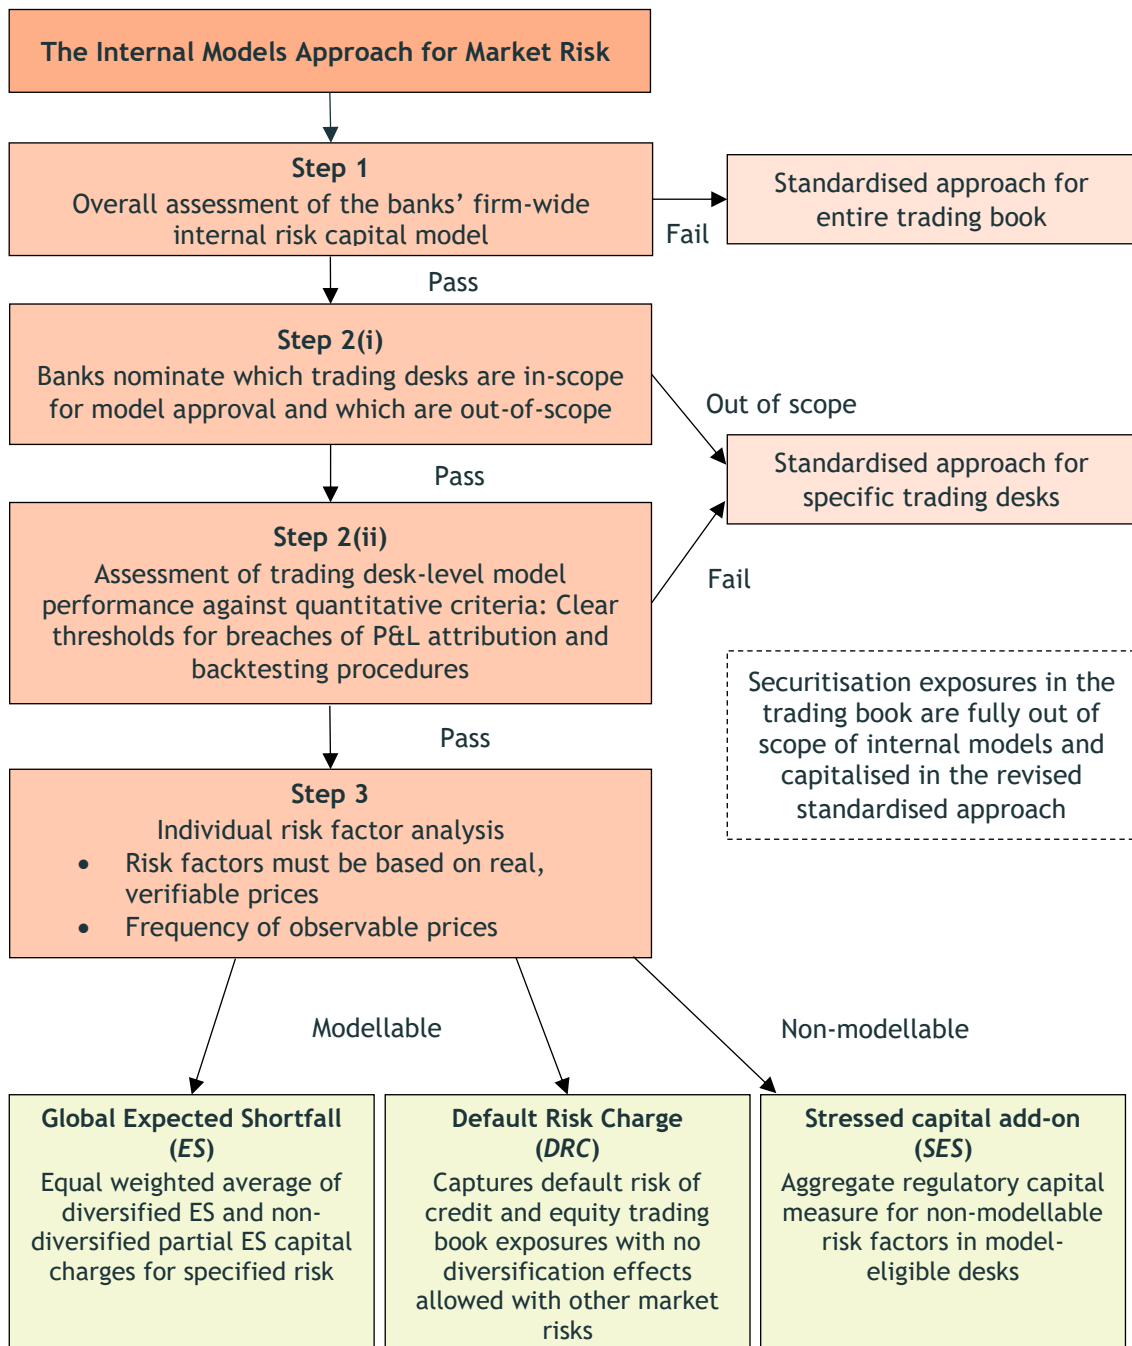 The Internal Models Approach for Market Risk
Step 1
Overall assessment of the banks’ firm-wide
internal risk capital model
Fail
Standardised approach for
entire trading book
Pass
Step 2(i)
Banks nominate which trading desks are in-scope
for model approval and which are out-of-scope
Out of scope
Standardised approach for
specific trading desks
Pass
Step 2(ii)
Assessment of trading desk-level model
performance against quantitative criteria: Clear
thresholds for breaches of P&L attribution and
backtesting procedures
Fail
Securitisation exposures in the
trading book are fully out of
scope of internal models and
capitalised in the revised
standardised approach
Pass
Step 3
Individual risk factor analysis
• Risk factors must be based on real,
verifiable prices
• Frequency of observable prices
Modellable
Non-modellable
Global Expected Shortfall
(ES)
Equal weighted average of
diversified ES and non-
diversified partial ES capital
charges for specified risk
Default Risk Charge
(DRC)
Captures default risk of
credit and equity trading
book exposures with no
diversification effects
allowed with other market
risks
Stressed capital add-on
(SES)
Aggregate regulatory capital
measure for non-modellable
risk factors in model-
eligible desks